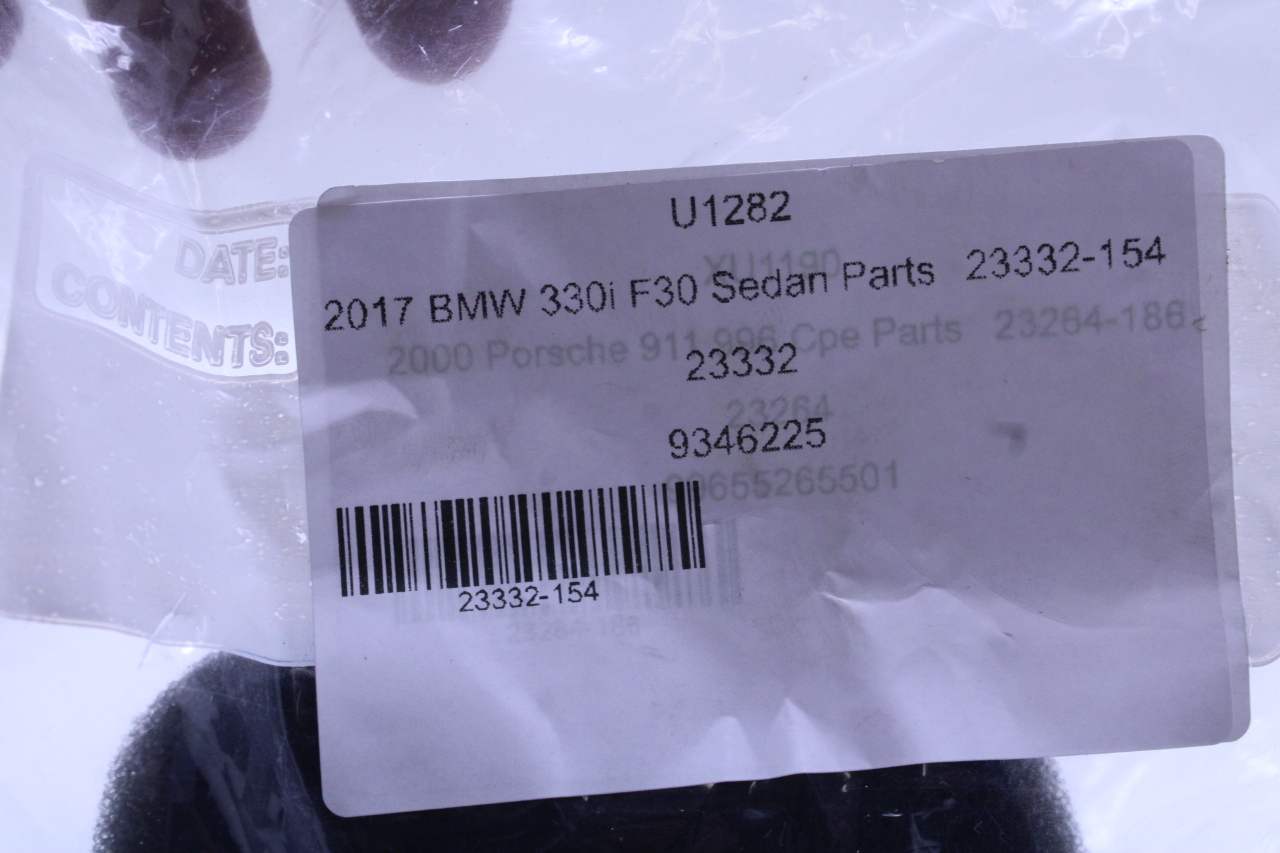 U1282
XU1190
DATE:
2017 BMW 330i F30 Sedan Parts 23332-154
CONTENTS:
2000 Porsche 911 996 Cpe Parts 23264-186
23332
23264
9346225
99655265501
23332-154
23264-186